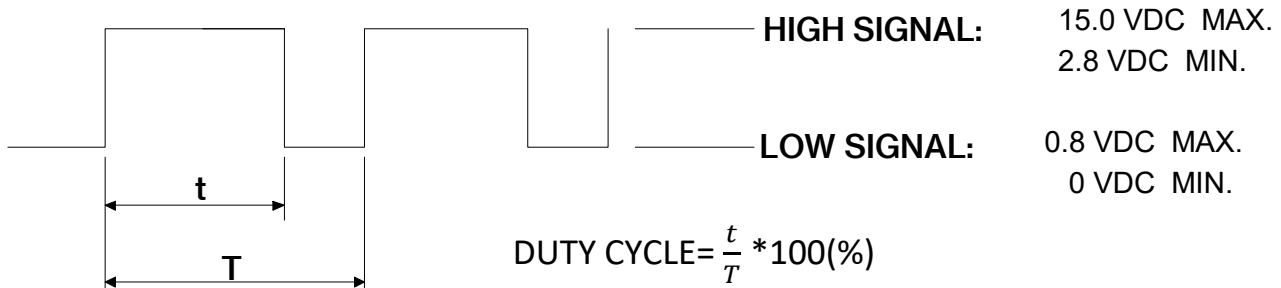 HIGH SIGNAL: 15.0 VDC MAX.
2.8 VDC MIN.
LOW SIGNAL: 0.8 VDC MAX.
0 VDC MIN.
t
T
DUTY CYCLE= t/T *100(%)